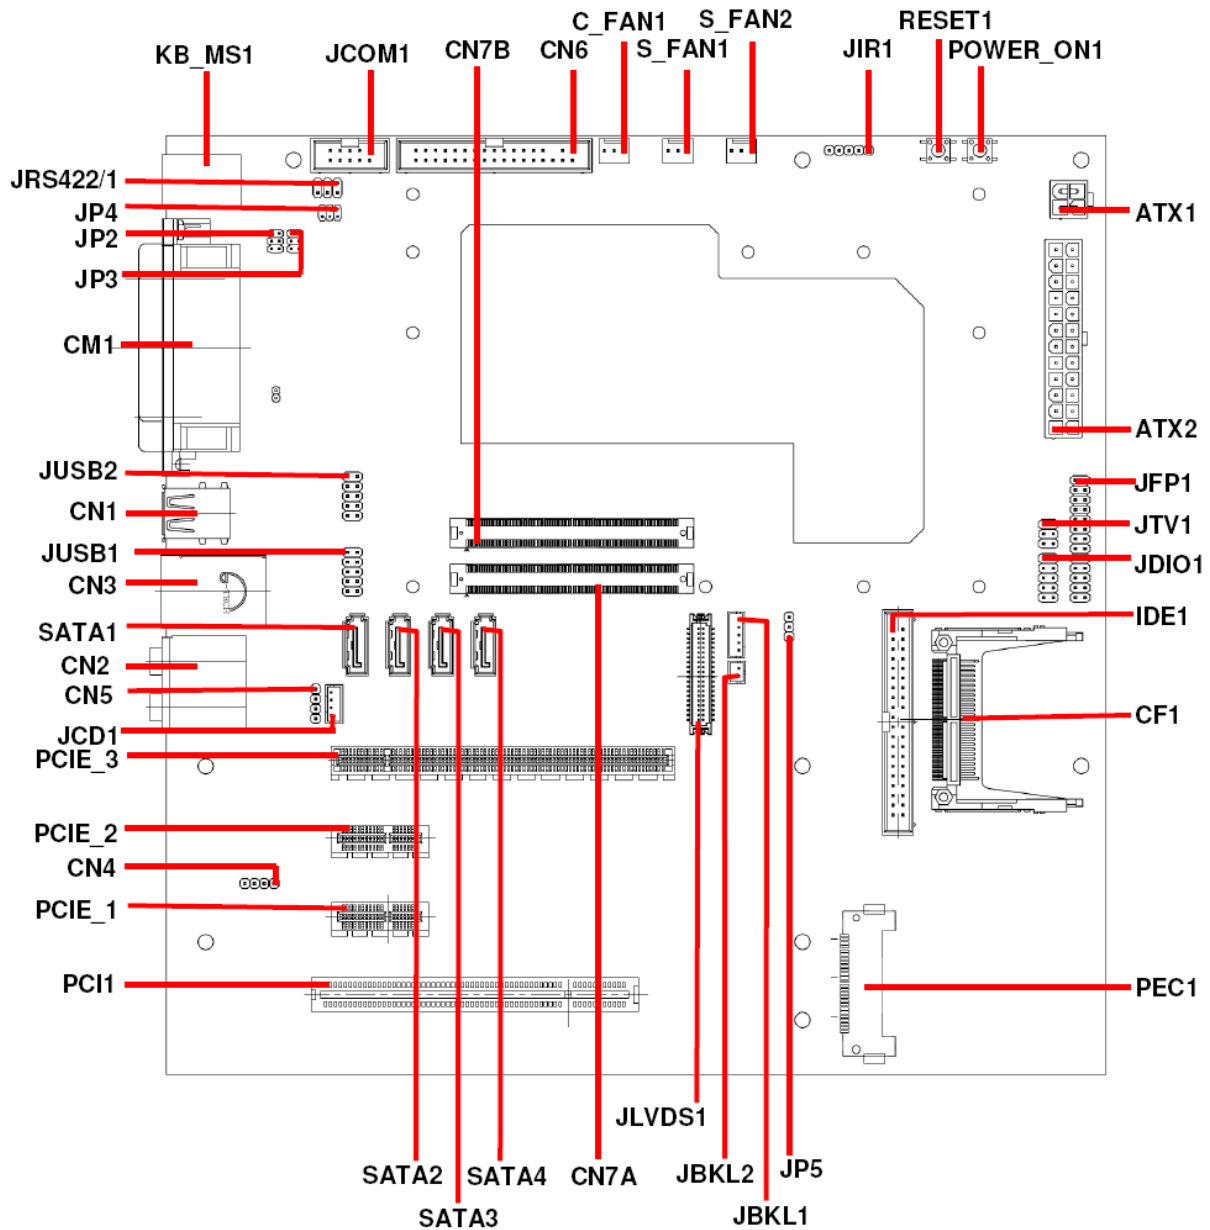 C_FAN1
S_FAN2
RESET1
KB_MS1
JCOM1
CN7B
CN6
S_FAN1
JIR1
POWER_ON1
JRS422/1
JP4
JP2
JP3
ATX1
CM1
ATX2
JUSB2
CN1
JUSB1
CN3
SATA1
CN2
CN5
JCD1
PCIE_3
PCIE_2
CN4
PCIE_1
PCI1
JFP1
JTV1
JDIO1
IDE1
CF1
PEC1
JLVDS1
SATA2
SATA4
CN7A
JBKL2
JP5
SATA3
JBKL1